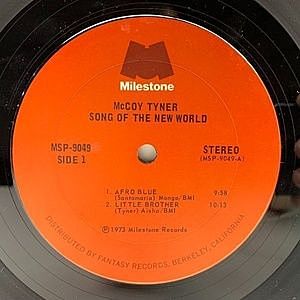 Milestone
McCOY TYNER
SONG OF THE NEW WORLD
MSP-9049
SIDE 1
STEREO
(MSP-9049-A)
1. AFRO BLUE 9:58
(Santamaria) Mongo/BMI
2. LITTLE BROTHER 10:13
(Tyner) Aisha/BMI
℗ 1973 Milestone Records
DISTRIBUTED BY FANTASY RECORDS, BERKELEY, CALIFORNIA